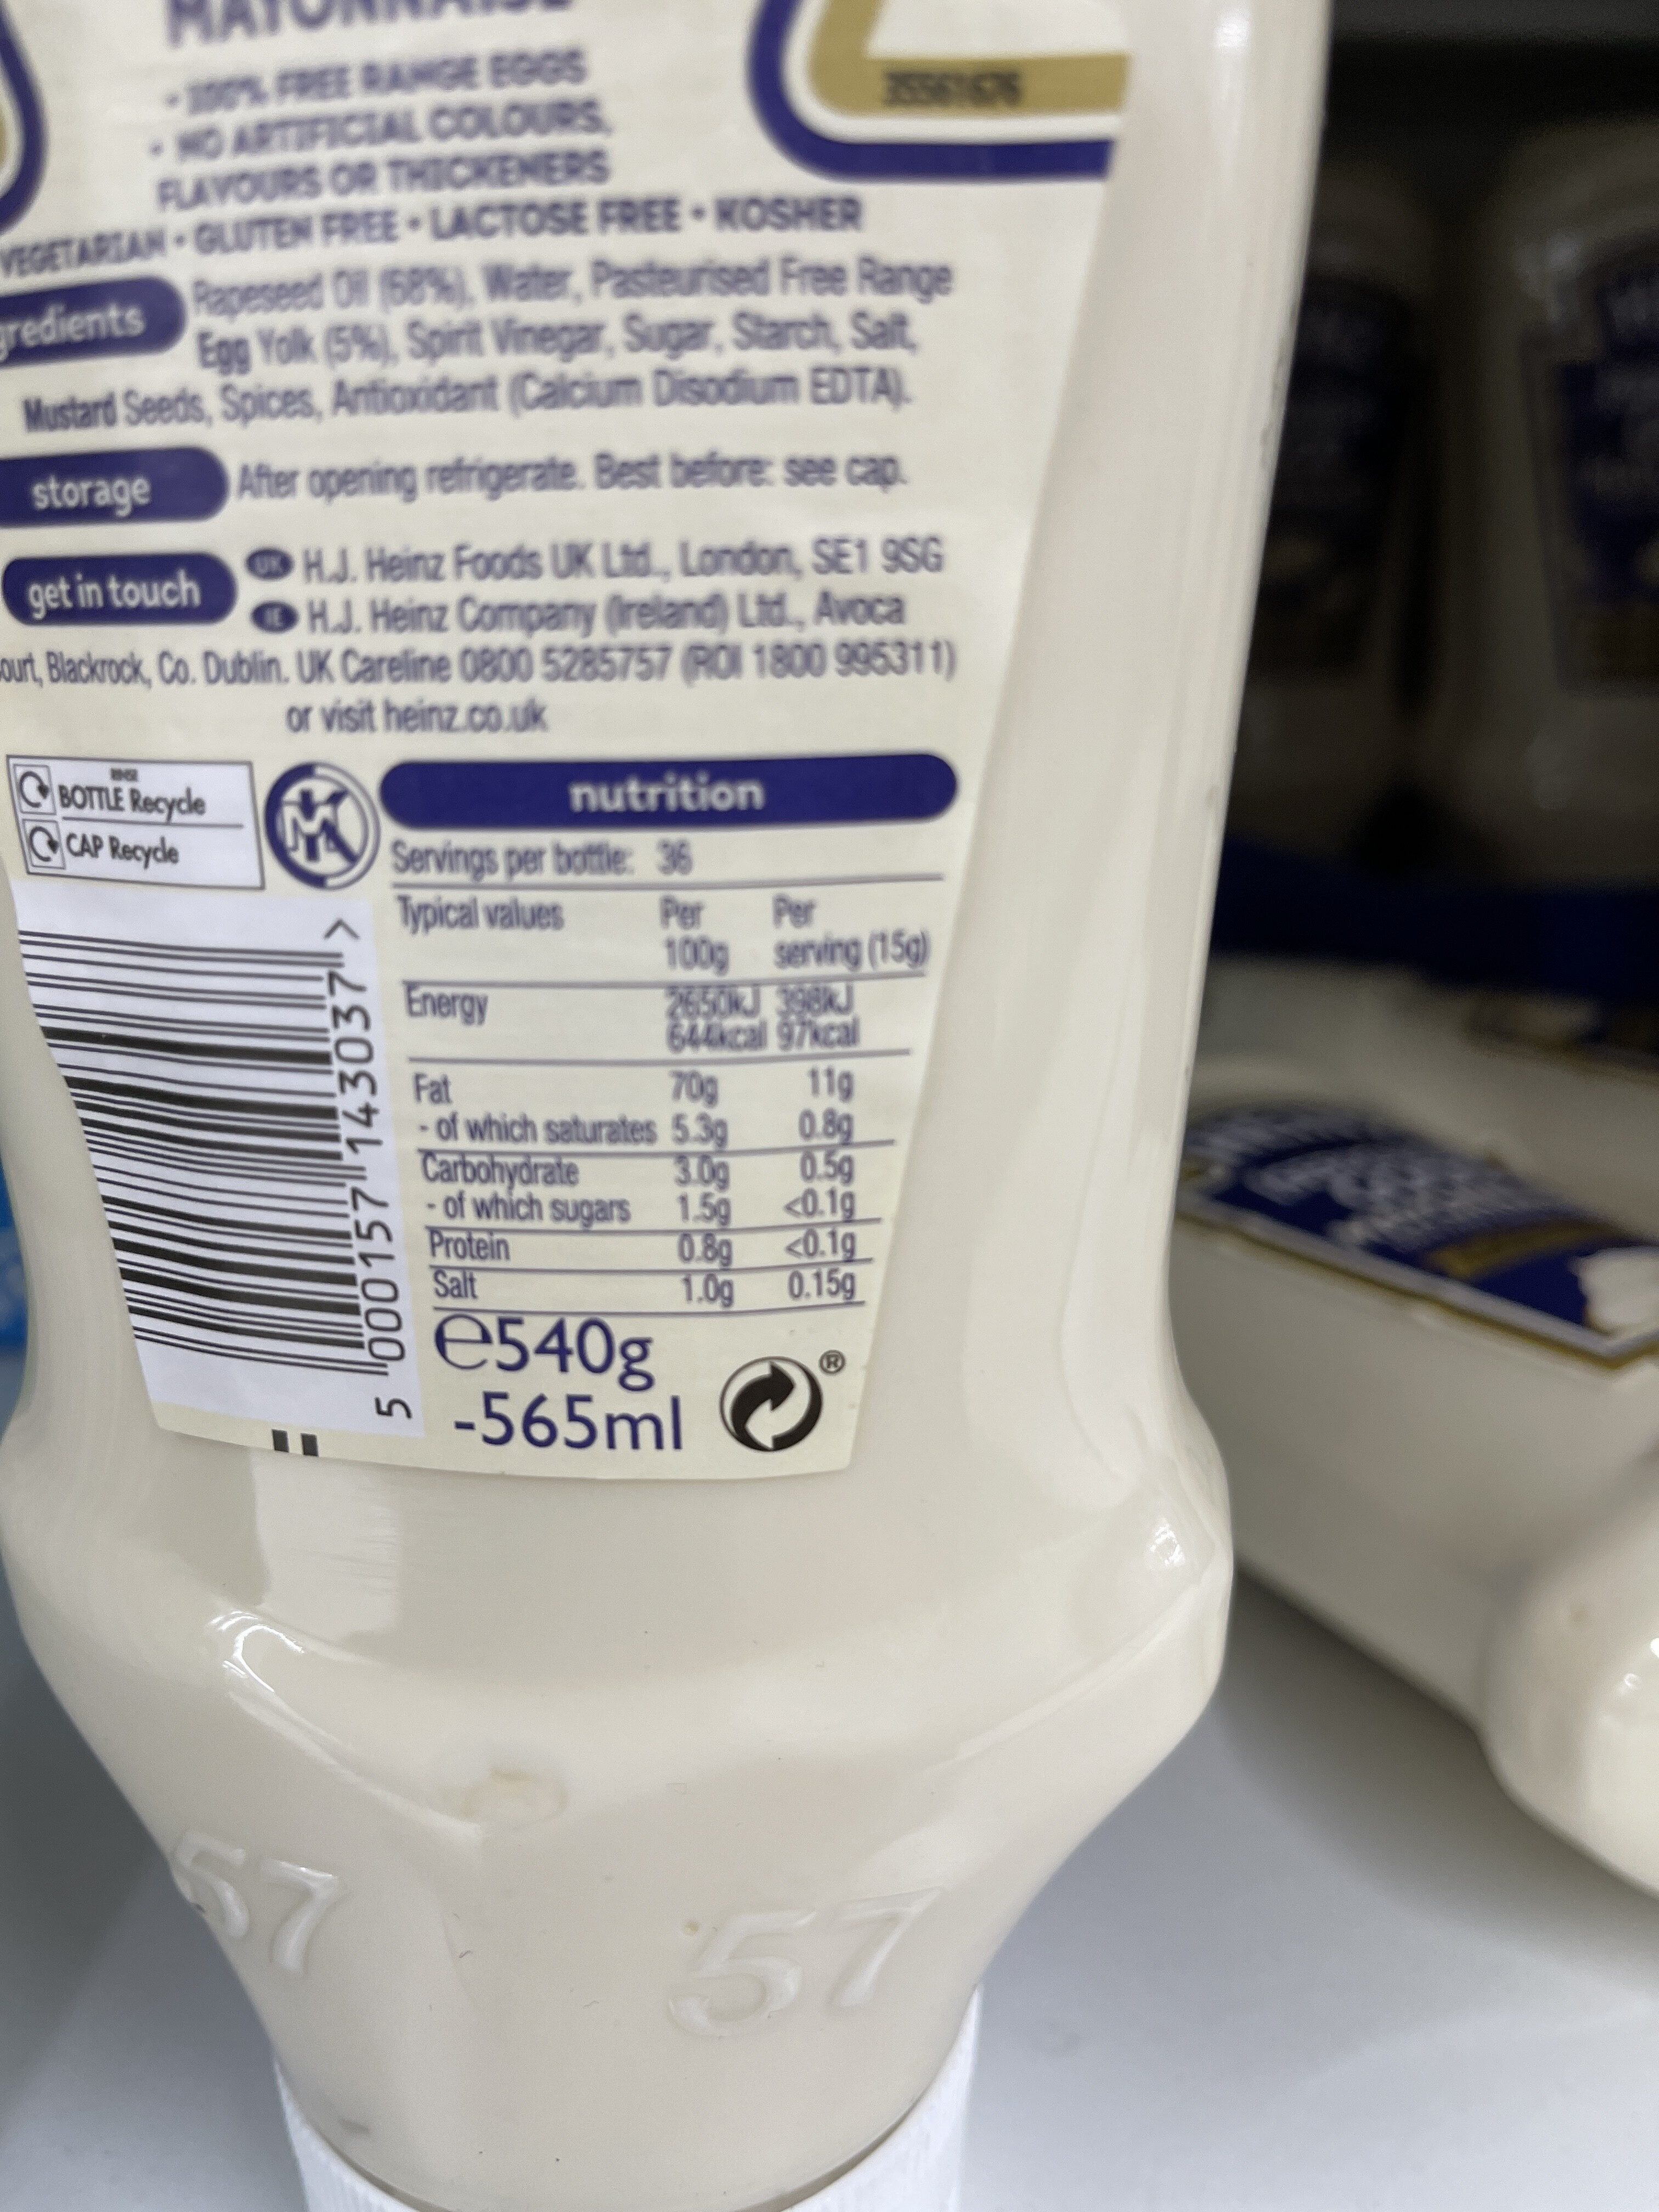 MAYONNAISE
• 100% FREE RANGE EGGS
• NO ARTIFICIAL COLOURS,
FLAVOURS OR THICKENERS
VEGETARIAN • GLUTEN FREE • LACTOSE FREE • KOSHER
35561676
gredients Rapeseed Oil (68%), Water, Pasteurised Free Range
Egg Yolk (5%), Spirit Vinegar, Sugar, Starch, Salt,
Mustard Seeds, Spices, Antioxidant (Calcium Disodium EDTA).
storage After opening refrigerate. Best before: see cap.
get in touch UK H.J. Heinz Foods UK Ltd., London, SE1 9SG
IE H.J. Heinz Company (Ireland) Ltd., Avoca
ourt, Blackrock, Co. Dublin. UK Careline 0800 5285757 (ROI 1800 995311)
or visit heinz.co.uk
RINSE
BOTTLE Recycle
CAP Recycle
nutrition
Servings per bottle: 36
Typical values Per 100g Per serving (15g)
Energy 2650kJ 398kJ
644kcal 97kcal
Fat 70g 11g
- of which saturates 5.3g 0.8g
Carbohydrate 3.0g 0.5g
- of which sugars 1.5g <0.1g
Protein 0.8g <0.1g
Salt 1.0g 0.15g
5 000157 143037 >
e540g
-565ml
®
57
57